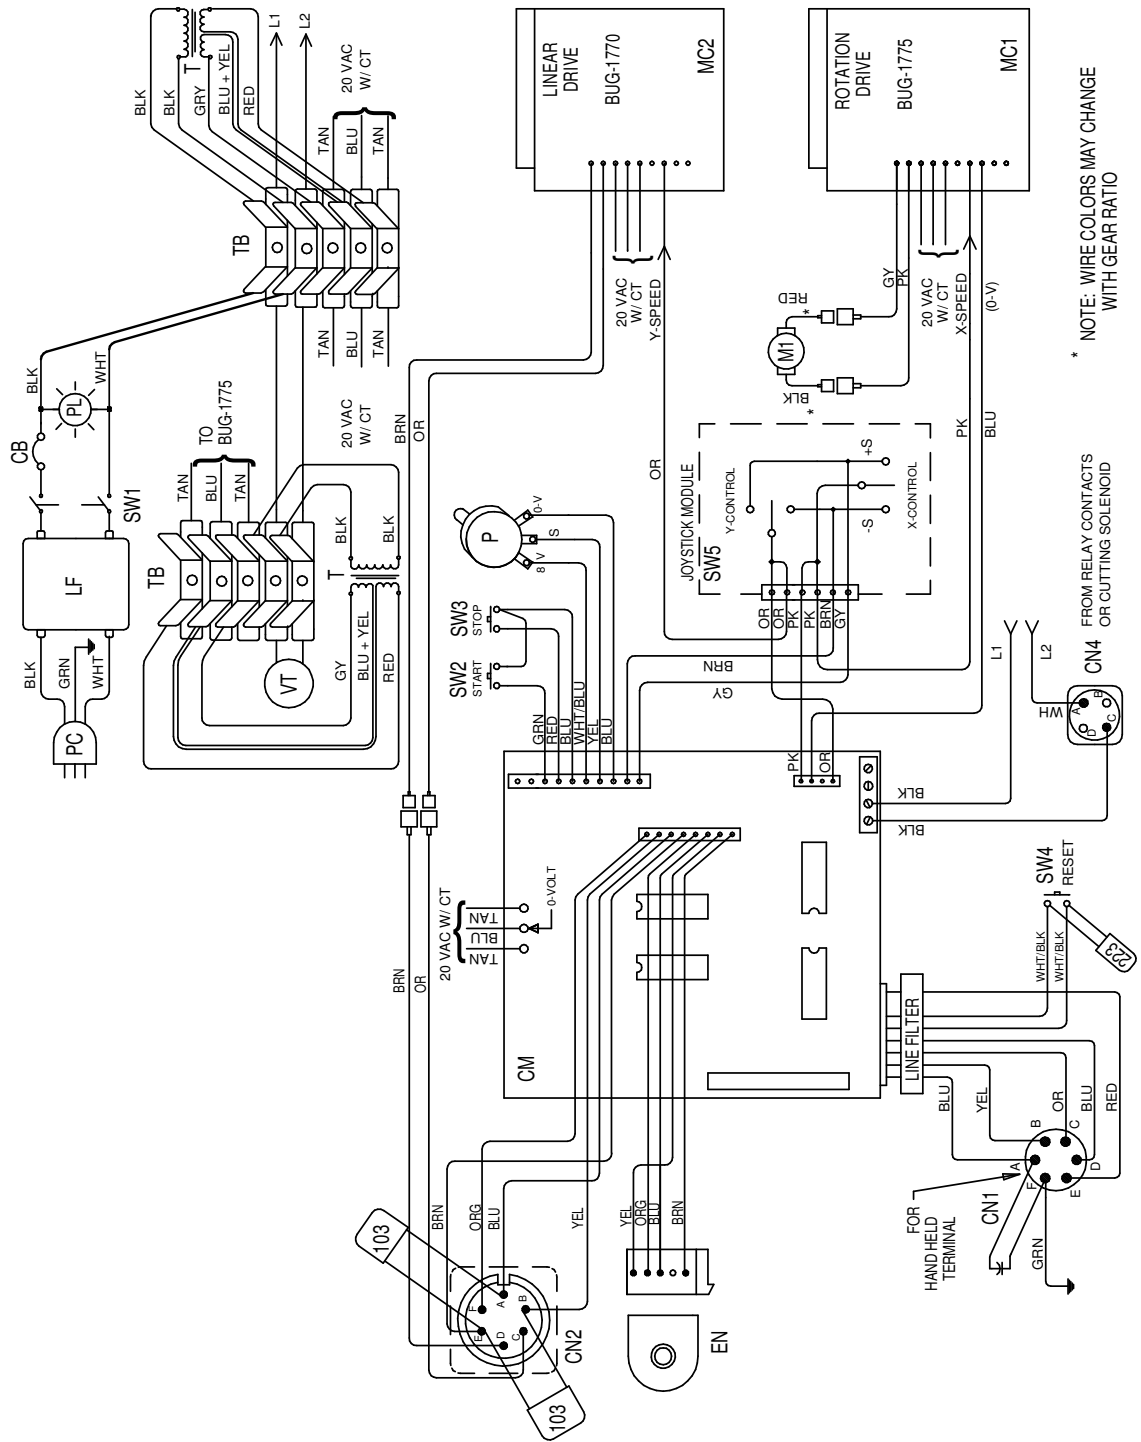 BLK
BLK
GRY
BLU + YEL
RED
T
L1
L2
20 VAC
W/ CT
TAN
BLU
TAN
TB
TAN
BLU
TAN
20 VAC
W/ CT
BRN
OR
BLK
WHT
PL
CB
SW1
LF
BLK
GRN
WHT
PC
TO
BUG-1775
TAN
BLU
TAN
TB
BLK
BLK
T
GY
BLU + YEL
RED
VT
LINEAR
DRIVE
BUG-1770
MC2
20 VAC
W/ CT
Y-SPEED
OR
ROTATION
DRIVE
BUG-1775
MC1
GY
PK
20 VAC
W/ CT
X-SPEED
(0-V)
PK
BLU
RED
*
M1
BLK
*
*
NOTE: WIRE COLORS MAY CHANGE
WITH GEAR RATIO
P
0-V
S
8 V
SW3
STOP
SW2
START
GRN
RED
BLU
WHT/BLU
YEL
BLU
JOYSTICK MODULE
SW5
Y-CONTROL
+S
-S
X-CONTROL
OR
OR
PK
PK
BRN
GY
BRN
GY
PK
OR
FROM RELAY CONTACTS
OR CUTTING SOLENOID
L1
L2
CN4
WH
A
B
C
D
BLK
BLK
20 VAC W/ CT
TAN
BLU
TAN
0-VOLT
CM
BRN
OR
SW4
RESET
WHT/BLK
WHT/BLK
223
LINE FILTER
BLU
YEL
OR
BLU
RED
A
B
C
D
E
F
CN1
FOR
HAND HELD
TERMINAL
GRN
BRN
ORG
BLU
YEL
YEL
ORG
BLU
BRN
103
103
A
B
C
D
E
F
CN2
EN